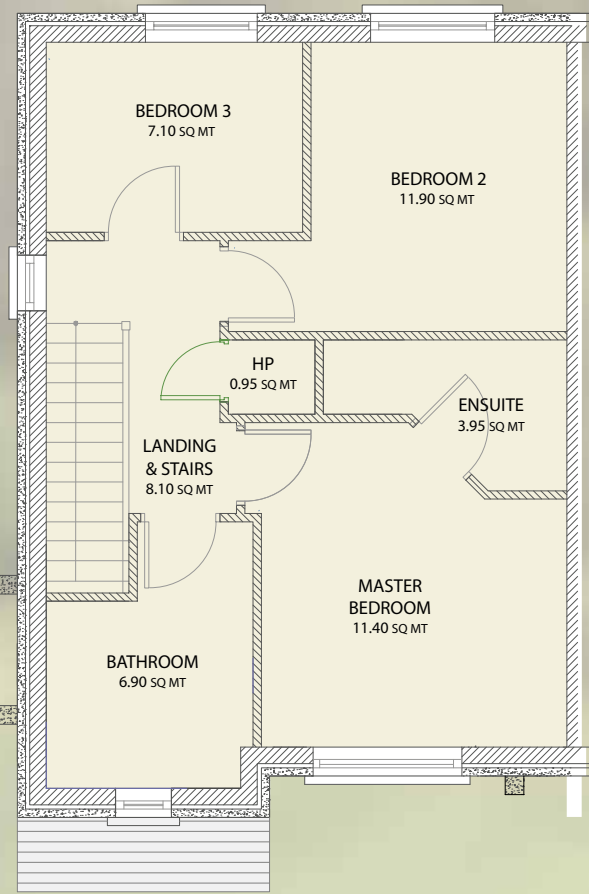 BEDROOM 3
7.10 SQ MT
BEDROOM 2
11.90 SQ MT
HP
0.95 SQ MT
ENSUITE
3.95 SQ MT
LANDING
& STAIRS
8.10 SQ MT
MASTER
BEDROOM
11.40 SQ MT
BATHROOM
6.90 SQ MT